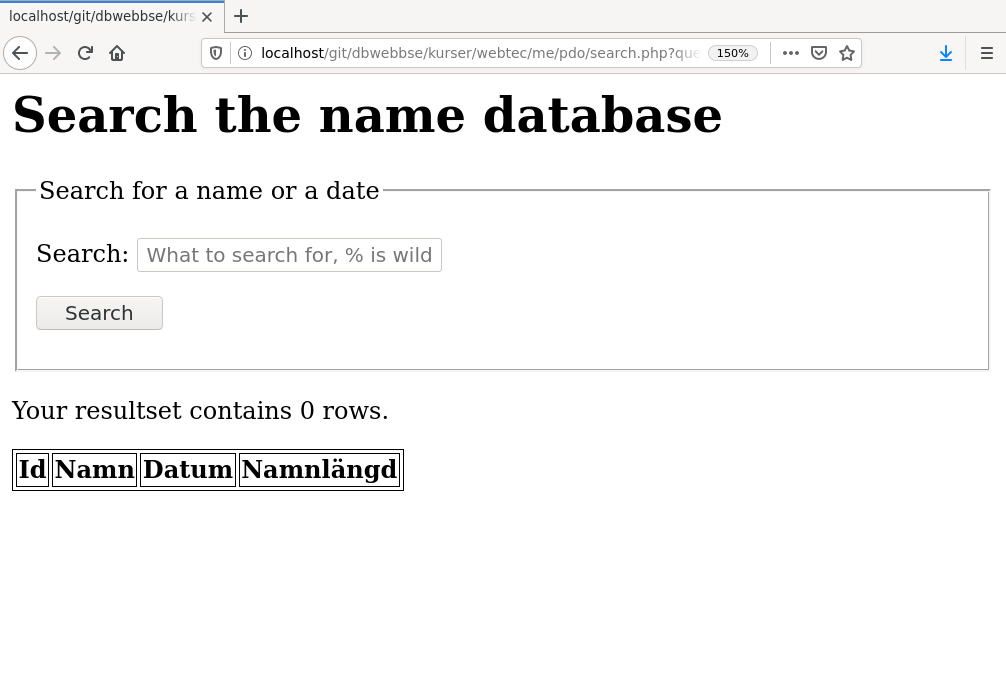 localhost/git/dbwebbse/kurs
localhost/git/dbwebbse/kurser/webtec/me/pdo/search.php?que
150%
Search the name database
Search for a name or a date
Search: What to search for, % is wild
Search
Your resultset contains 0 rows.
Id Namn Datum Namnlängd